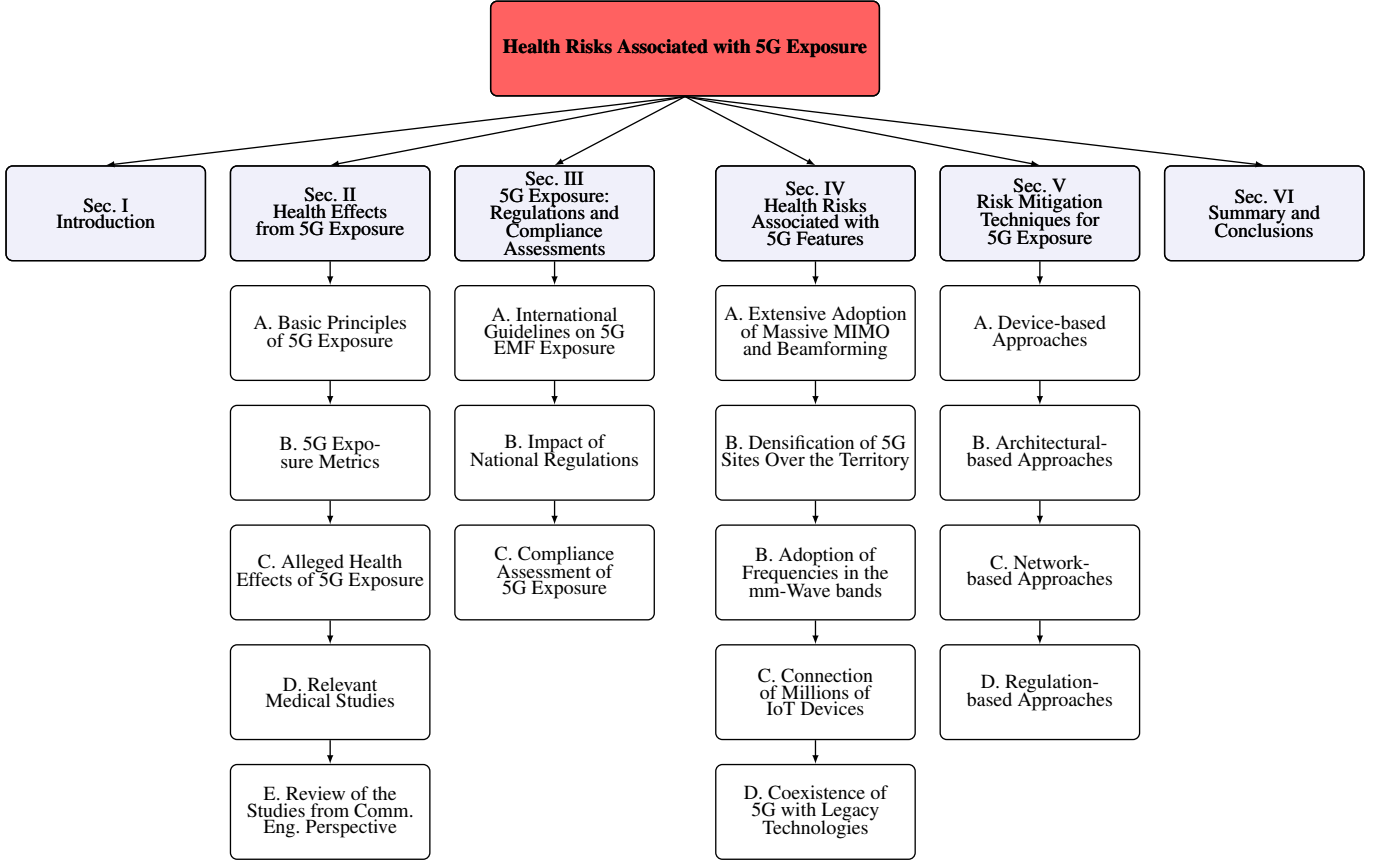 Health Risks Associated with 5G Exposure
Sec. I
Introduction
Sec. II
Health Effects
from 5G Exposure
Sec. III
5G Exposure:
Regulations and
Compliance
Assessments
Sec. IV
Health Risks
Associated with
5G Features
Sec. V
Risk Mitigation
Techniques for
5G Exposure
Sec. VI
Summary and
Conclusions
A. Basic Principles
of 5G Exposure
B. 5G Expo-
sure Metrics
C. Alleged Health
Effects of 5G Exposure
D. Relevant
Medical Studies
E. Review of the
Studies from Comm.
Eng. Perspective
A. International
Guidelines on 5G
EMF Exposure
B. Impact of
National Regulations
C. Compliance
Assessment of
5G Exposure
A. Extensive Adoption
of Massive MIMO
and Beamforming
B. Densification of 5G
Sites Over the Territory
B. Adoption of
Frequencies in the
mm-Wave bands
C. Connection
of Millions of
IoT Devices
D. Coexistence of
5G with Legacy
Technologies
A. Device-based
Approaches
B. Architectural-
based Approaches
C. Network-
based Approaches
D. Regulation-
based Approaches